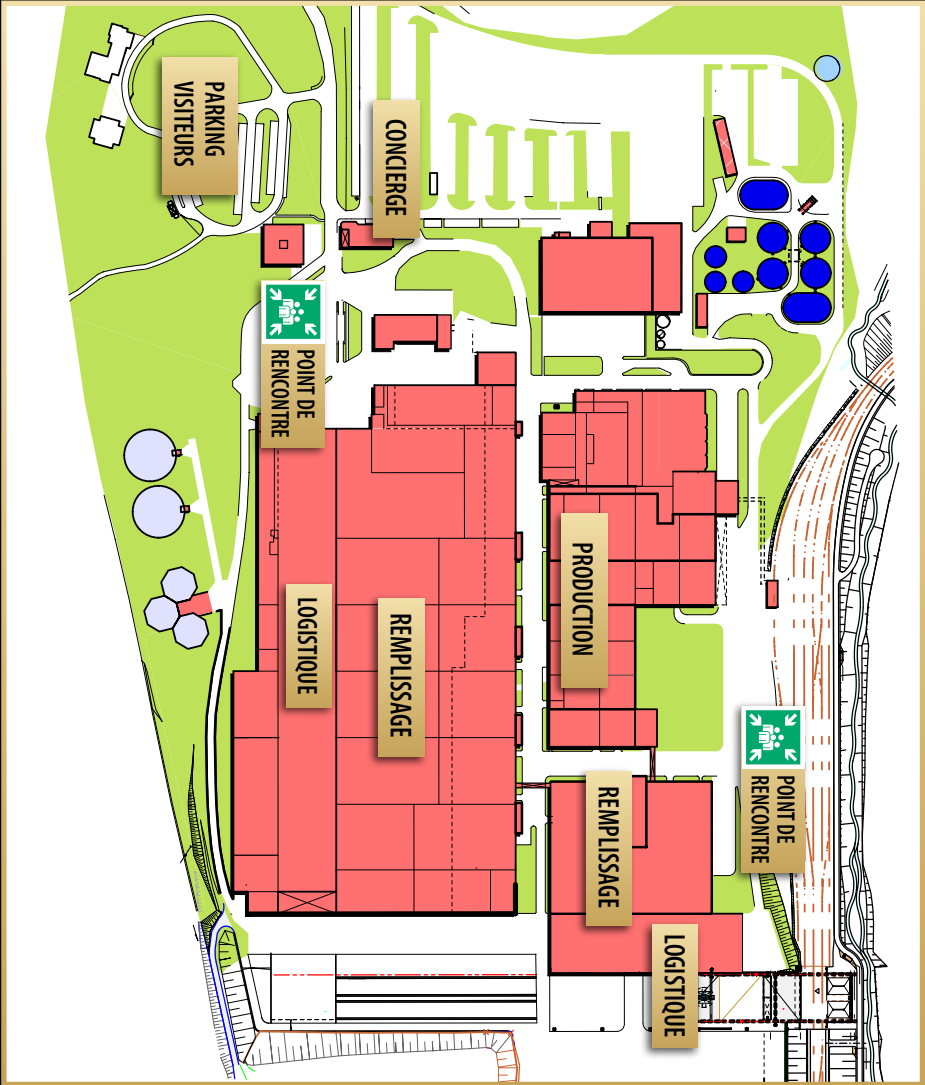 PARKING
VISITEURS
CONCIERGE
POINT DE
RENCONTRE
LOGISTIQUE
REMPLISSAGE
PRODUCTION
POINT DE
RENCONTRE
REMPLISSAGE
LOGISTIQUE